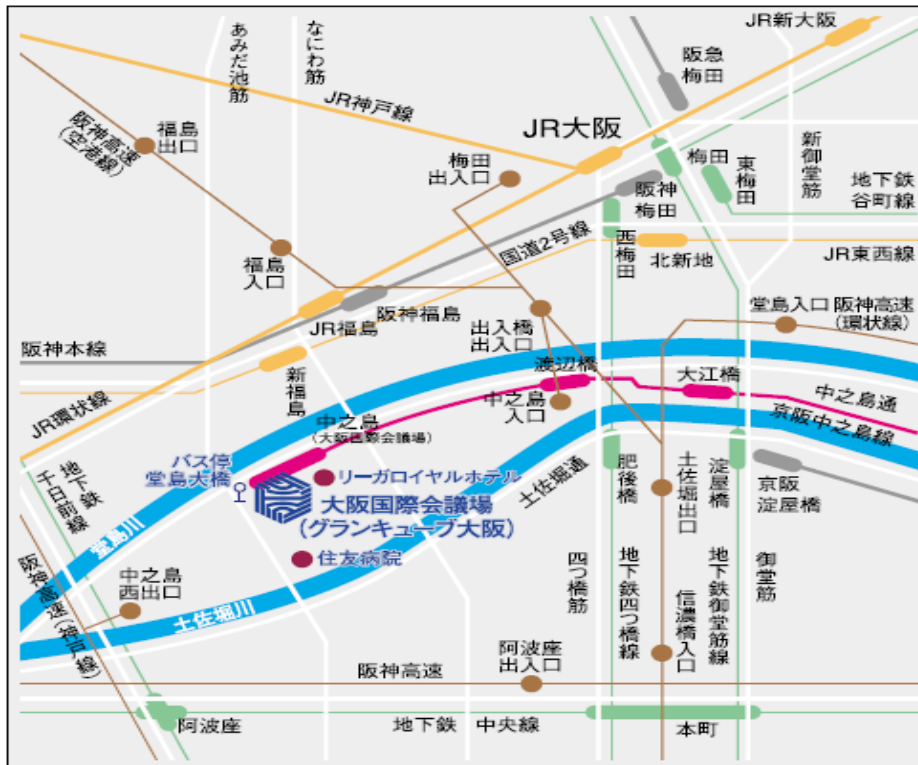 JR新大阪
あみだ池筋
なにわ筋
阪急
梅田
JR神戸線
JR大阪
阪神高速
(空港線)
福島
出口
梅田
出入口
梅田
東梅田
新御堂筋
阪神
梅田
地下鉄
谷町線
西梅田
国道2号線
福島
入口
北新地
JR東西線
阪神福島
JR福島
出入橋
出入口
堂島入口
阪神高速
(環状線)
阪神本線
新福島
渡辺橋
大江橋
中之島
入口
中之島通
JR環状線
中之島
(大阪国際会議場)
京阪中之島線
バス停
堂島大橋
地下鉄
千日前線
リーガロイヤルホテル
土佐堀通
肥後橋
土佐堀出口
淀屋橋
京阪
淀屋橋
大阪国際会議場
(グランキューブ大阪)
堂島川
住友病院
阪神高速(神戸線)
中之島
西出口
土佐堀川
四つ橋筋
地下鉄四つ橋線
信濃橋入口
地下鉄御堂筋線
御堂筋
阪神高速
阿波座
出入口
阿波座
地下鉄 中央線
本町